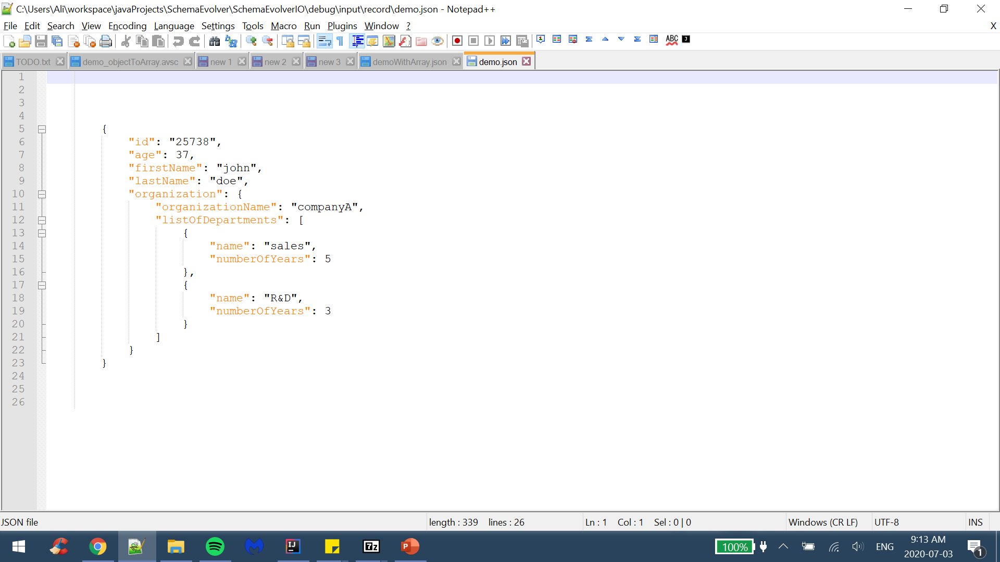 C:\Users\Ali\workspace\javaProjects\SchemaEvolver\SchemaEvolverIO\debug\input\record\demo.json - Notepad++
File Edit Search View Encoding Language Settings Tools Macro Run Plugins Window ? X
ABC J
TODO.txt demo_objectToArray.avsc new 1 new 2 new 3 demoWithArray.json demo.json
1
2
3
4
5 {
6 "id": "25738",
7 "age": 37,
8 "firstName": "john",
9 "lastName": "doe",
10 "organization": {
11 "organizationName": "companyA",
12 "listOfDepartments": [
13 {
14 "name": "sales",
15 "numberOfYears": 5
16 },
17 {
18 "name": "R&D",
19 "numberOfYears": 3
20 }
21 ]
22 }
23 }
24
25
26
JSON file length : 339 lines : 26 Ln : 1 Col : 1 Sel : 0 | 0 Windows (CR LF) UTF-8 INS
IJ 7z P 100% ENG 9:13 AM 1
2020-07-03